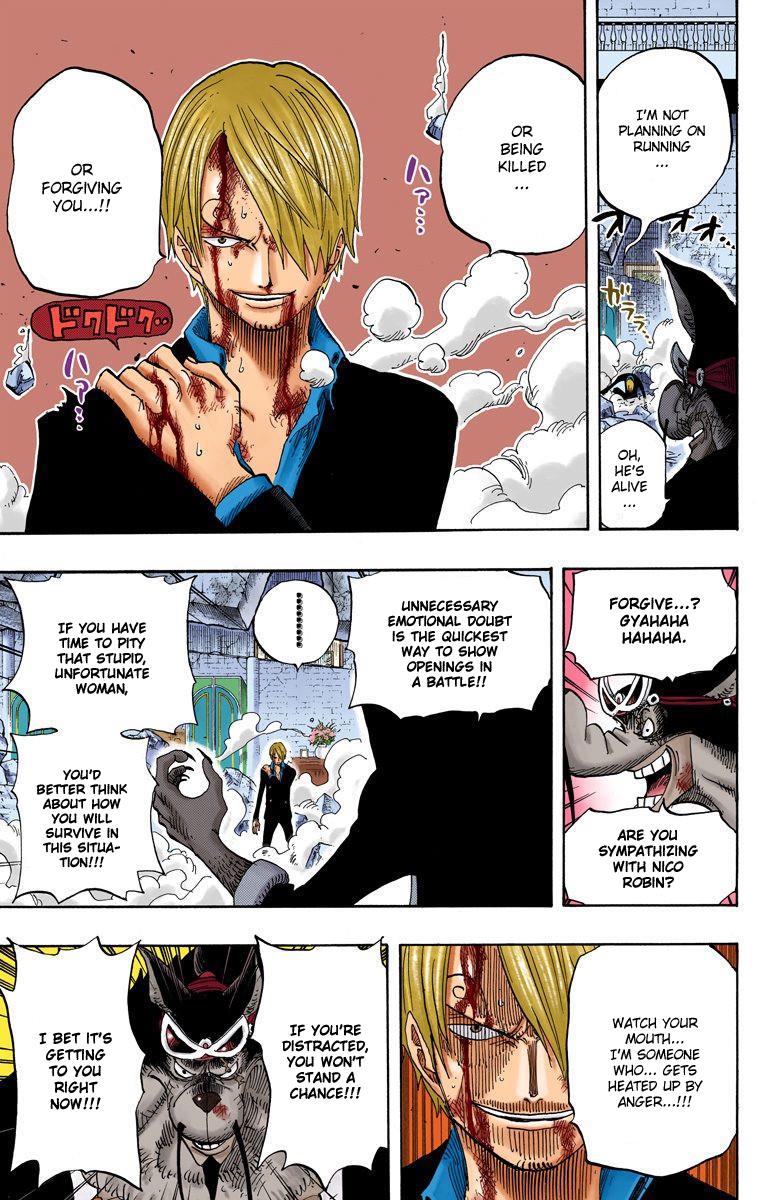 I'M NOT
PLANNING ON
RUNNING
...
オオオ...
ガララ...
OH,
HE'S
ALIVE
...
OR
BEING
KILLED
...
ハァ...
OR
FORGIVING
YOU...!!
ドクドク..
ハァ...
FORGIVE...?
GYAHAHA
HAHAHA.
ARE YOU
SYMPATHIZING
WITH NICO
ROBIN?
UNNECESSARY
EMOTIONAL DOUBT
IS THE QUICKEST
WAY TO SHOW
OPENINGS IN
A BATTLE!!
.........
IF YOU HAVE
TIME TO PITY
THAT STUPID,
UNFORTUNATE
WOMAN,
YOU'D
BETTER THINK
ABOUT HOW
YOU WILL
SURVIVE IN
THIS SITUA-
TION!!!
WATCH YOUR
MOUTH...
I'M SOMEONE
WHO... GETS
HEATED UP BY
ANGER...!!!
IF YOU'RE
DISTRACTED,
YOU WON'T
STAND A
CHANCE!!!
I BET IT'S
GETTING
TO YOU
RIGHT
NOW!!!